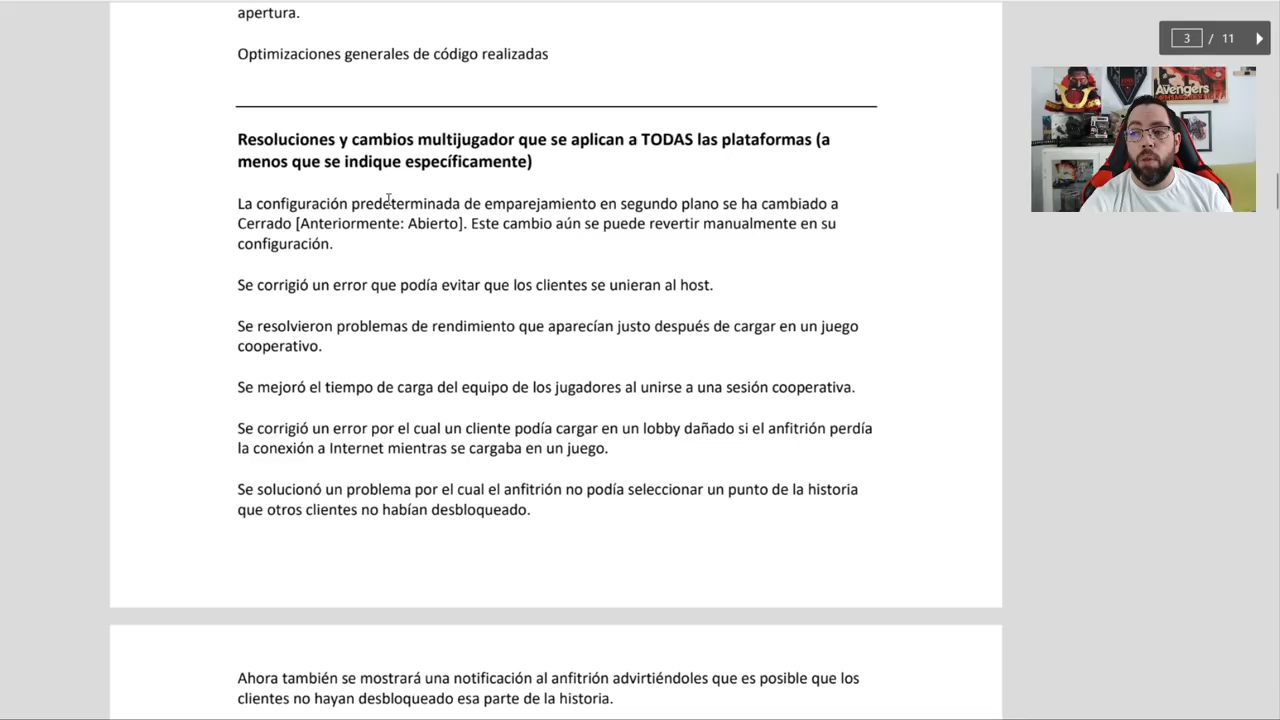 apertura.
Optimizaciones generales de código realizadas
Resoluciones y cambios multijugador que se aplican a TODAS las plataformas (a
menos que se indique específicamente)
La configuración predeterminada de emparejamiento en segundo plano se ha cambiado a
Cerrado [Anteriormente: Abierto]. Este cambio aún se puede revertir manualmente en su
configuración.
Se corrigió un error que podía evitar que los clientes se unieran al host.
Se resolvieron problemas de rendimiento que aparecían justo después de cargar en un juego
cooperativo.
Se mejoró el tiempo de carga del equipo de los jugadores al unirse a una sesión cooperativa.
Se corrigió un error por el cual un cliente podía cargar en un lobby dañado si el anfitrión perdía
la conexión a Internet mientras se cargaba en un juego.
Se solucionó un problema por el cual el anfitrión no podía seleccionar un punto de la historia
que otros clientes no habían desbloqueado.
Ahora también se mostrará una notificación al anfitrión advirtiéndoles que es posible que los
clientes no hayan desbloqueado esa parte de la historia.
3 / 11
Avengers